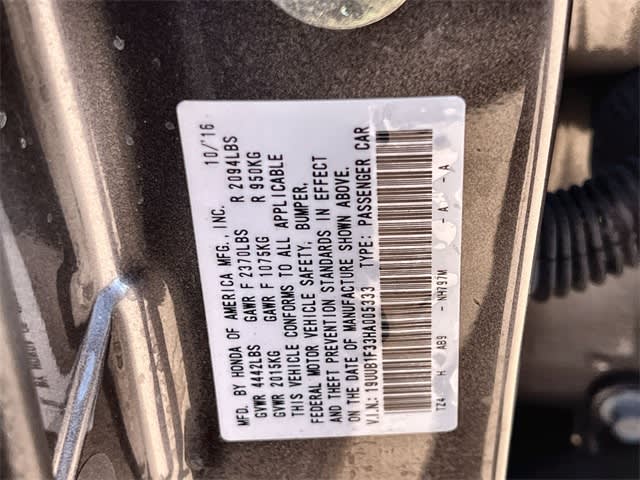 MFD. BY HONDA OF AMERICA MFG., INC. 10/'16
GVWR 4442LBS GAWR F 2370LBS R 2094LBS
GVWR 2015KG GAWR F 1075KG R 950KG
THIS VEHICLE CONFORMS TO ALL APPLICABLE
FEDERAL MOTOR VEHICLE SAFETY, BUMPER,
AND THEFT PREVENTION STANDARDS IN EFFECT
ON THE DATE OF MANUFACTURE SHOWN ABOVE.
V.I.N.: 19UUB1F33HA005333 TYPE: PASSENGER CAR
TZ4 H AB9 - NH797M - A - A